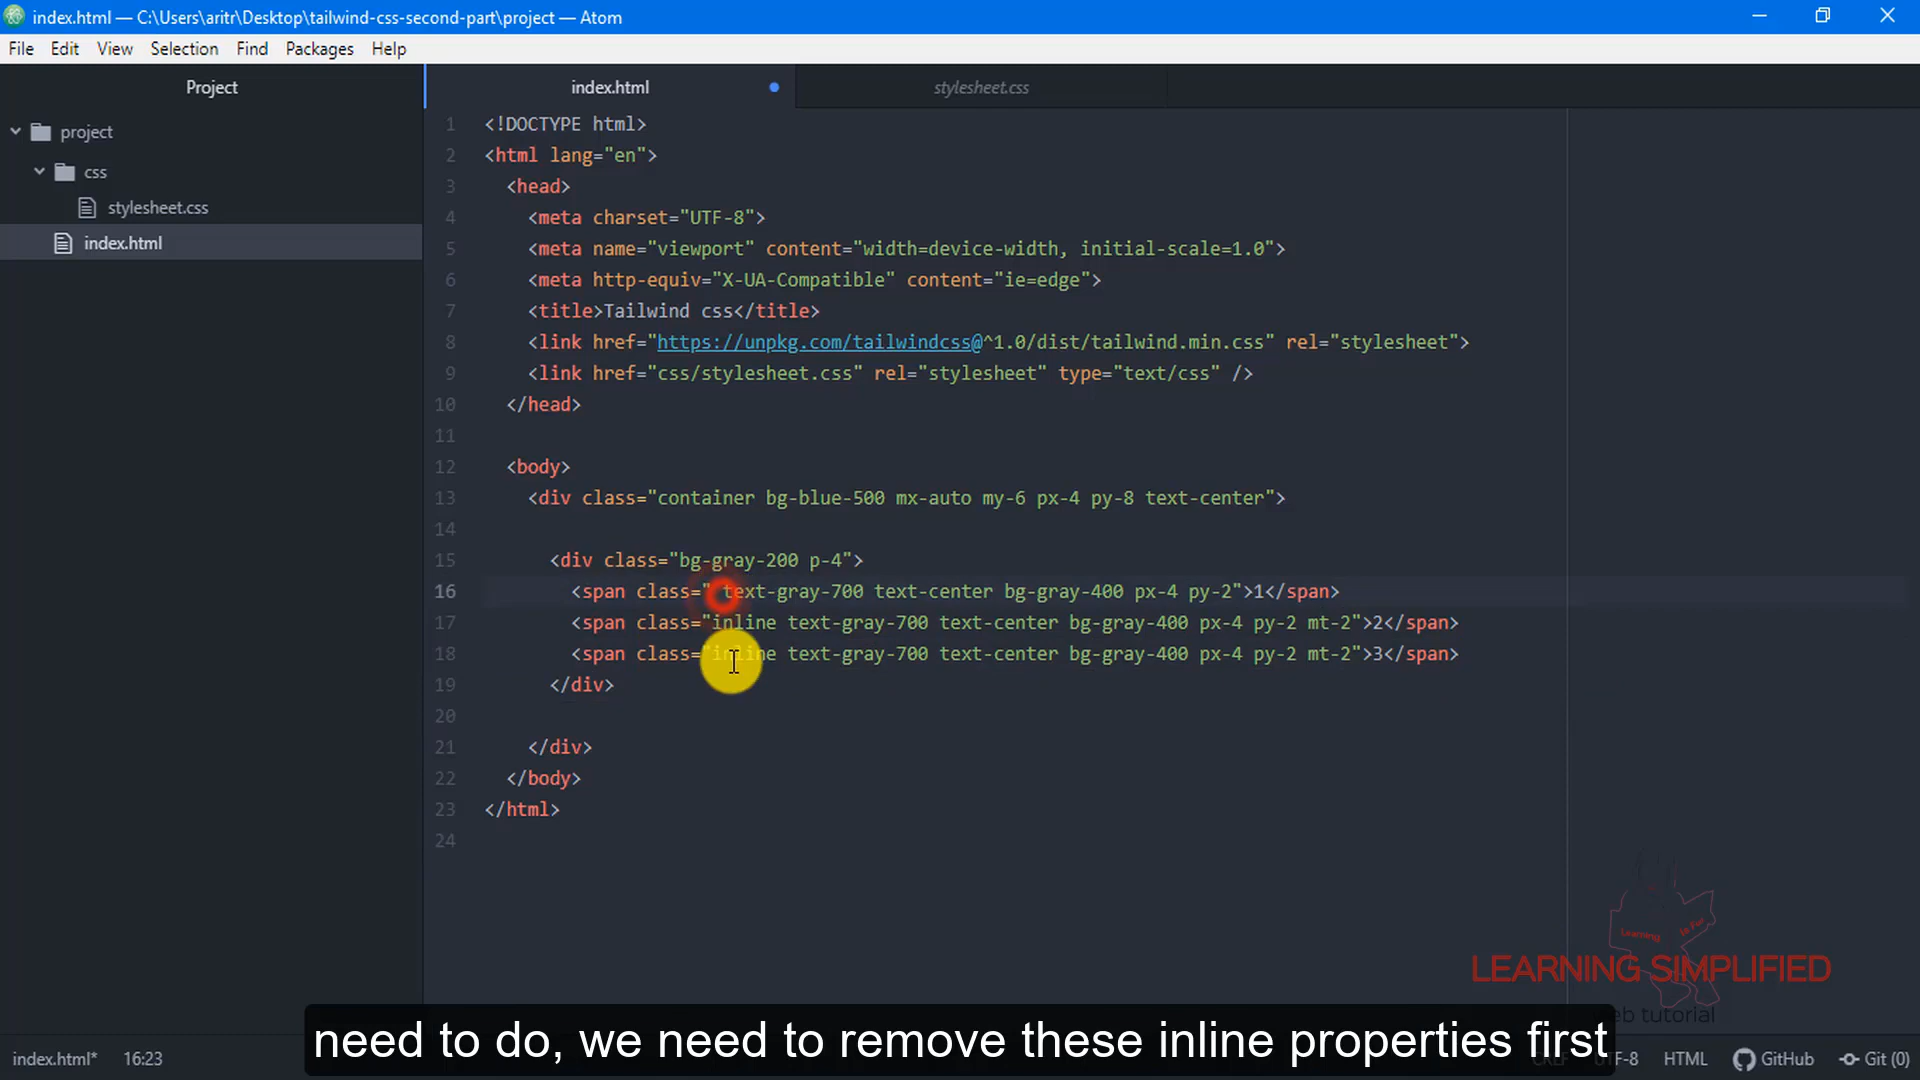 index.html — C:\Users\aritr\Desktop\tailwind-css-second-part\project — Atom
File Edit View Selection Find Packages Help
Project
index.html
stylesheet.css
project
css
stylesheet.css
index.html
1 <!DOCTYPE html>
2 <html lang="en">
3 <head>
4 <meta charset="UTF-8">
5 <meta name="viewport" content="width=device-width, initial-scale=1.0">
6 <meta http-equiv="X-UA-Compatible" content="ie=edge">
7 <title>Tailwind css</title>
8 <link href="https://unpkg.com/tailwindcss@^1.0/dist/tailwind.min.css" rel="stylesheet">
9 <link href="css/stylesheet.css" rel="stylesheet" type="text/css" />
10 </head>
11
12 <body>
13 <div class="container bg-blue-500 mx-auto my-6 px-4 py-8 text-center">
14
15 <div class="bg-gray-200 p-4">
16 <span class=" text-gray-700 text-center bg-gray-400 px-4 py-2">1</span>
17 <span class="inline text-gray-700 text-center bg-gray-400 px-4 py-2 mt-2">2</span>
18 <span class="inline text-gray-700 text-center bg-gray-400 px-4 py-2 mt-2">3</span>
19 </div>
20
21 </div>
22 </body>
23 </html>
24
Learning Is For
LEARNING SIMPLIFIED
web tutorial
need to do, we need to remove these inline properties first
index.html* 16:23 CRLF UTF-8 HTML GitHub Git (0)